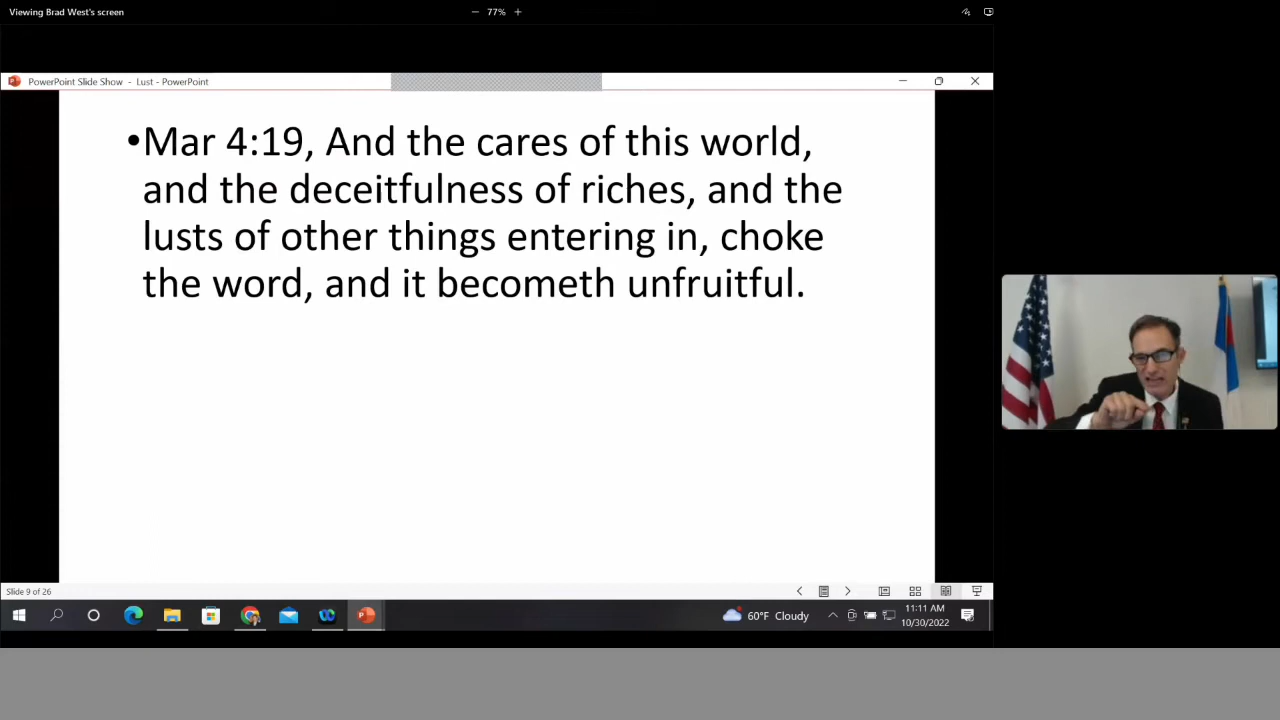 Viewing Brad West's screen
− 77% +
PowerPoint Slide Show - Lust - PowerPoint
•Mar 4:19, And the cares of this world,
and the deceitfulness of riches, and the
lusts of other things entering in, choke
the word, and it becometh unfruitful.
Slide 9 of 26
60°F Cloudy
11:11 AM
10/30/2022